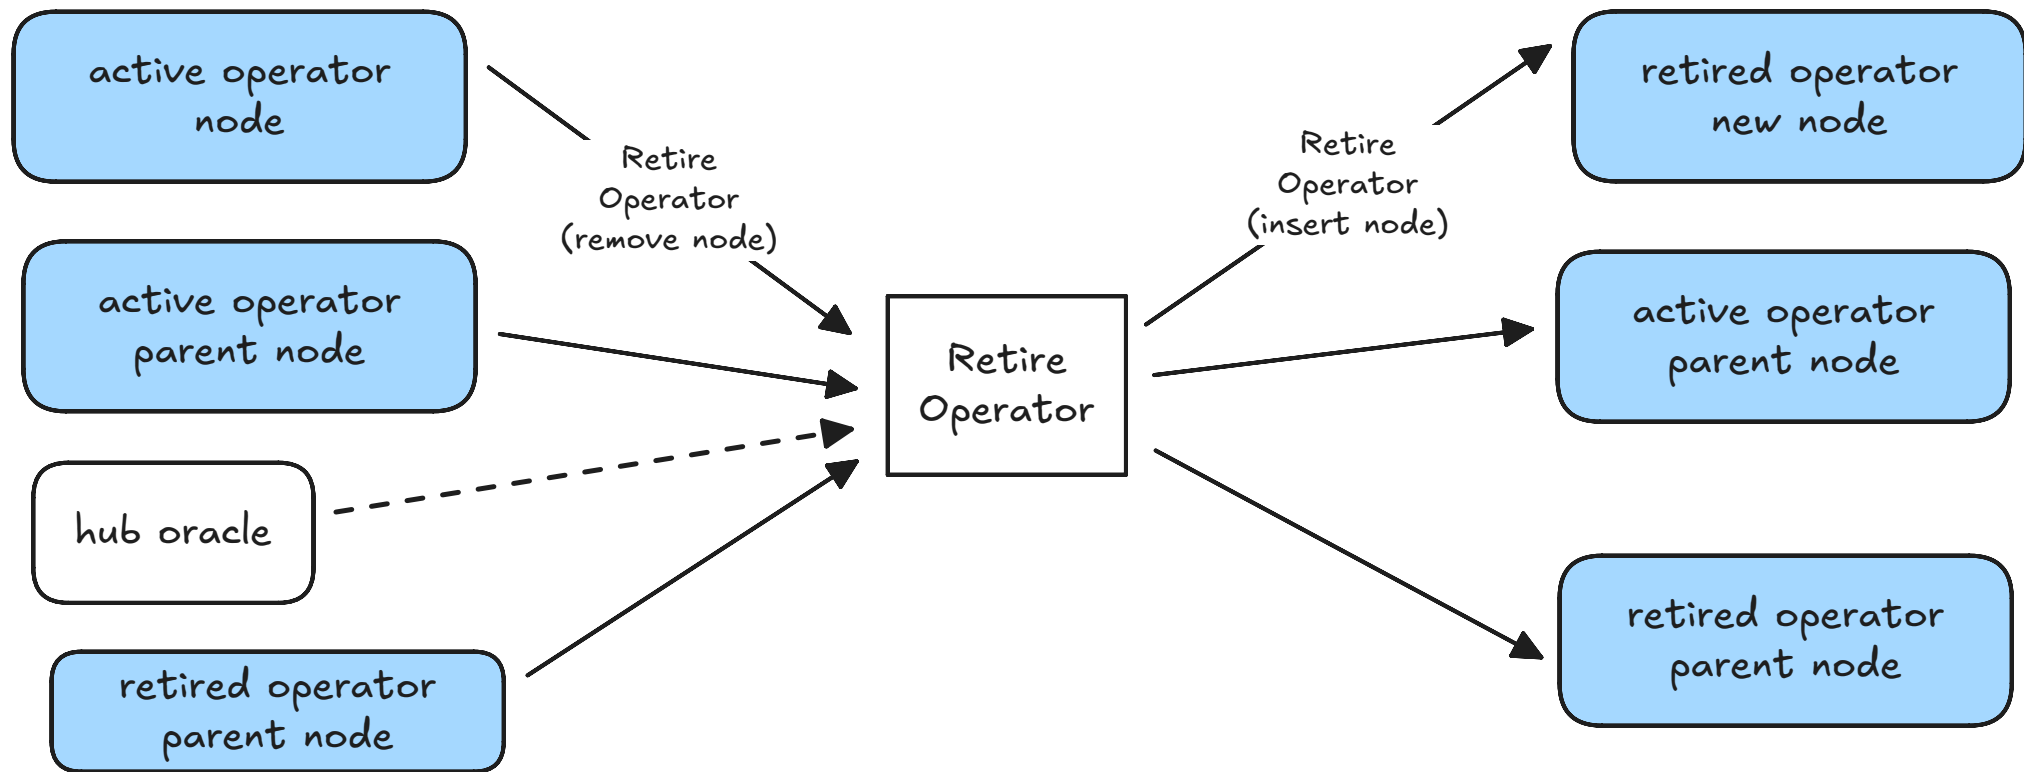 active operator
node
active operator
parent node
hub oracle
retired operator
parent node
Retire
Operator
(remove node)
Retire
Operator
Retire
Operator
(insert node)
retired operator
new node
active operator
parent node
retired operator
parent node